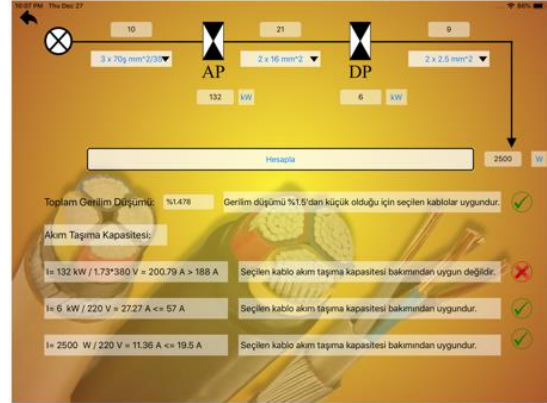 10:07 PM Thu Dec 27
86%
10
21
9
3 x 70ş mm^2/35
2 x 16 mm^2
2 x 2.5 mm^2
AP
DP
132 kW
6 kW
Hesapla
2500 W
Toplam Gerilim Düşümü: %1.478 Gerilim düşümü %1.5'dan küçük olduğu için seçilen kablolar uygundur.
Akım Taşıma Kapasitesi:
I= 132 kW / 1.73*380 V = 200.79 A > 188 A Seçilen kablo akım taşıma kapasitesi bakımından uygun değildir.
I= 6 kW / 220 V = 27.27 A <= 57 A Seçilen kablo akım taşıma kapasitesi bakımından uygundur.
I= 2500 W / 220 V = 11.36 A <= 19.5 A Seçilen kablo akım taşıma kapasitesi bakımından uygundur.